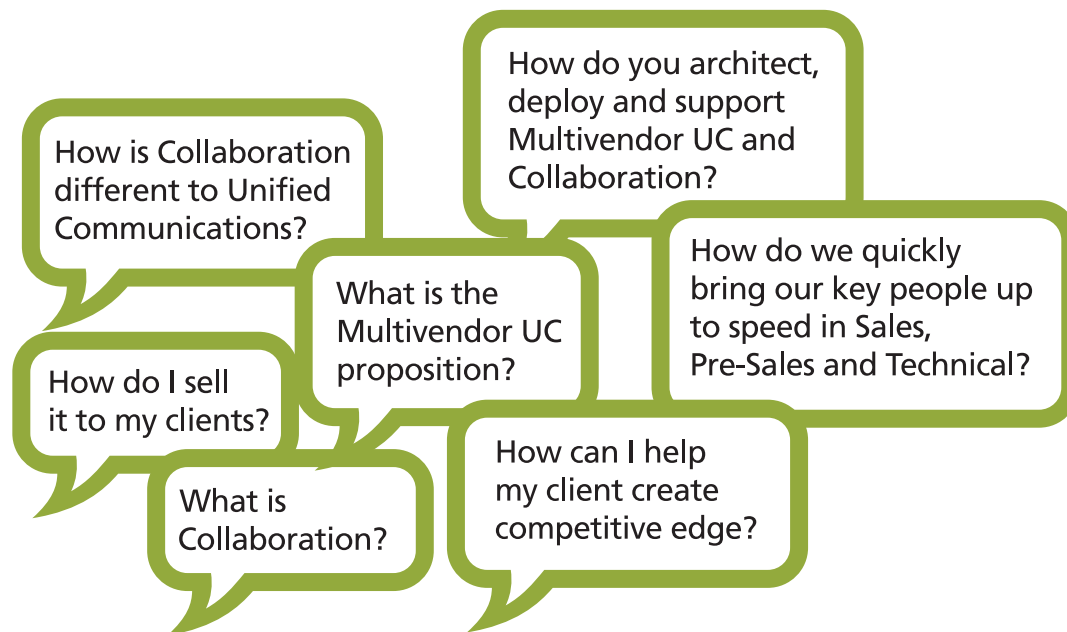 How do you architect,
deploy and support
Multivendor UC and
Collaboration?
How is Collaboration
different to Unified
Communications?
How do we quickly
bring our key people up
to speed in Sales,
Pre-Sales and Technical?
What is the
Multivendor UC
proposition?
How do I sell
it to my clients?
How can I help
my client create
competitive edge?
What is
Collaboration?